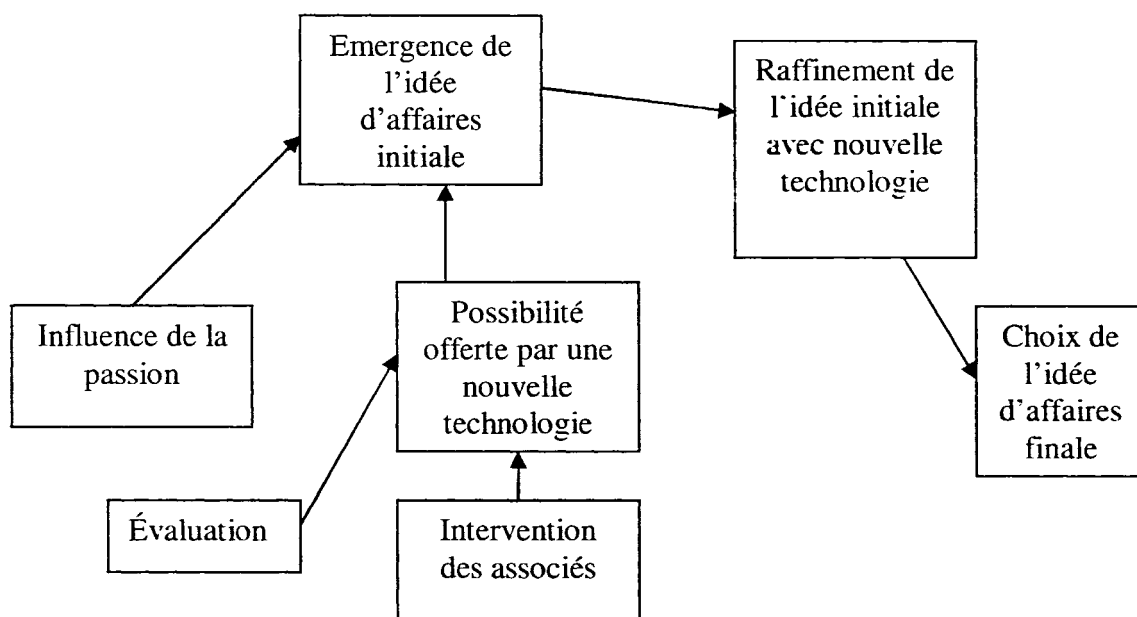 Emergence de
l'idée
d'affaires
initiale
Raffinement de
l'idée initiale
avec nouvelle
technologie
Influence de la
passion
Possibilité
offerte par une
nouvelle
technologie
Choix de
l'idée
d'affaires
finale
Évaluation
Intervention
des associés